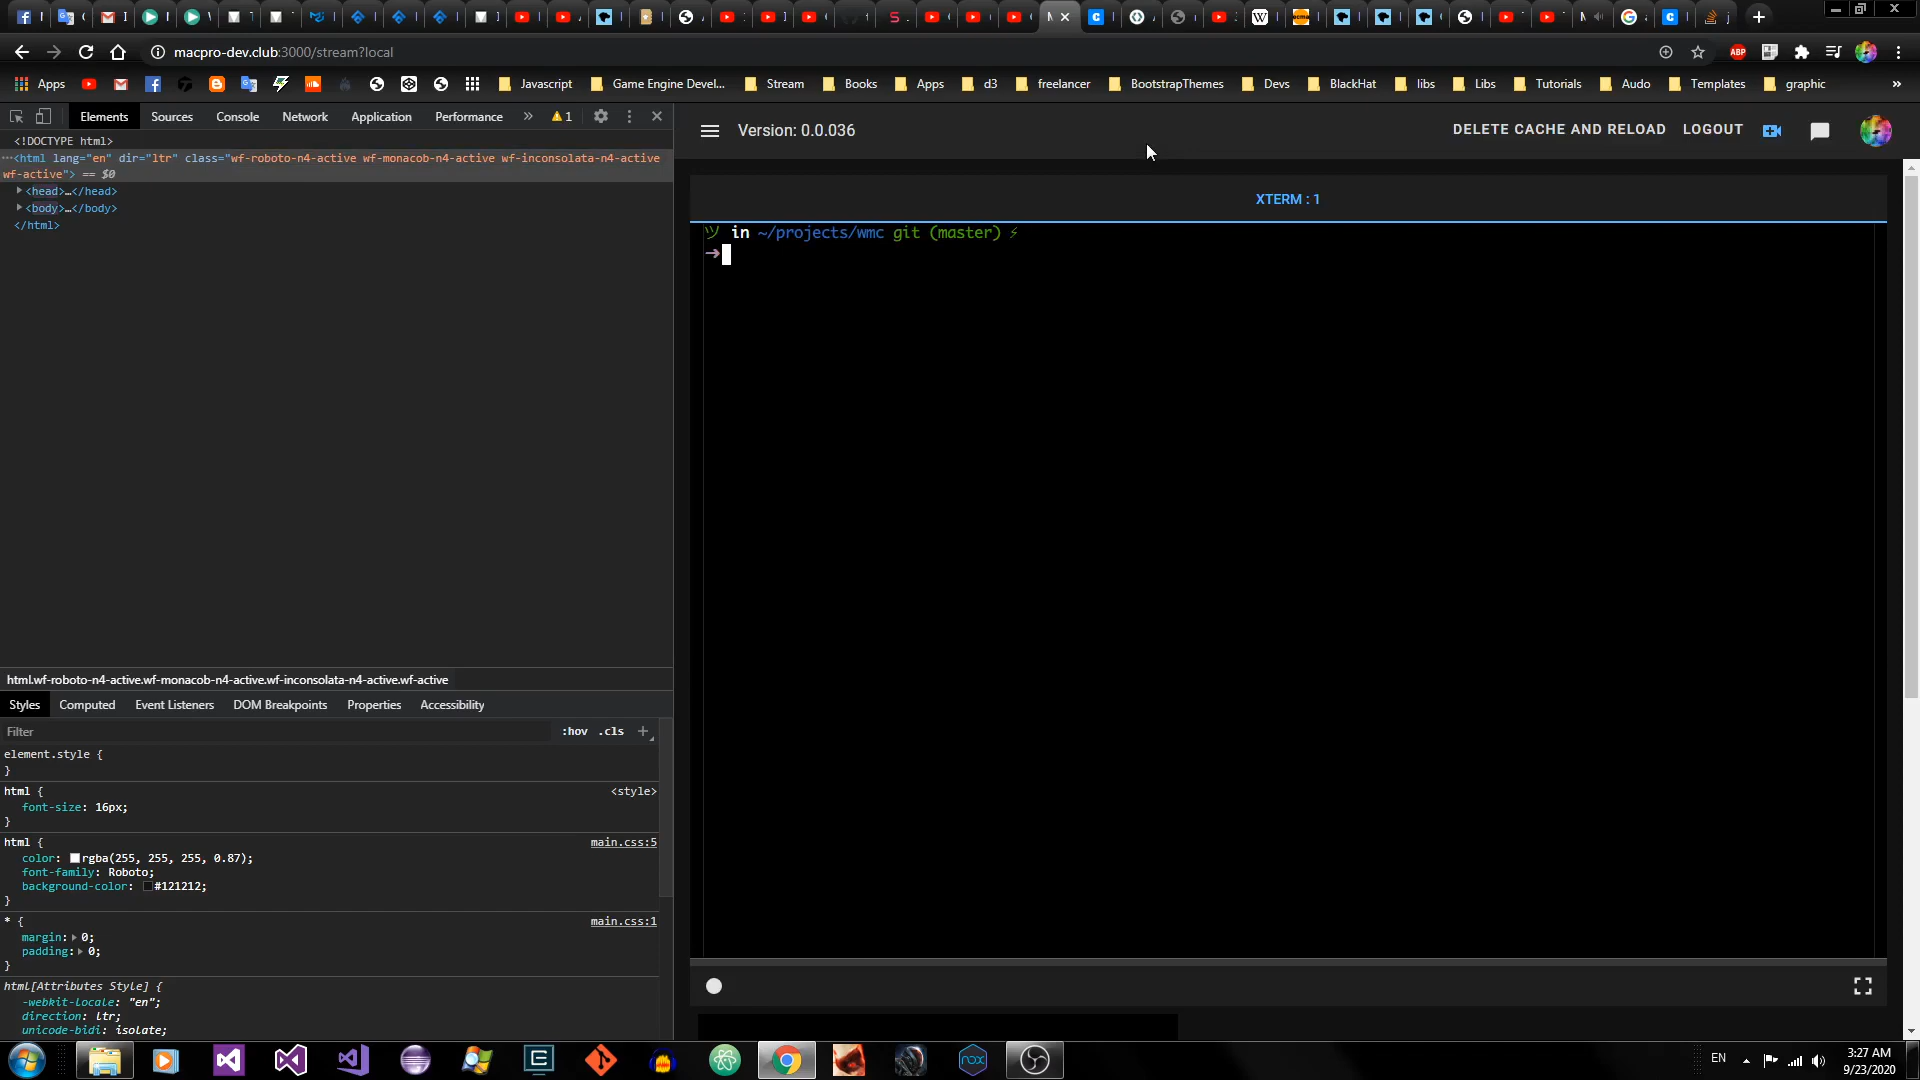 macpro-dev.club:3000/stream?local
ABP
Apps
Javascript
Game Engine Devel...
Stream
Books
Apps
d3
freelancer
BootstrapThemes
Devs
BlackHat
libs
Libs
Tutorials
Audo
Templates
graphic
»
Elements Sources Console Network Application Performance » 1
<!DOCTYPE html>
…<html lang="en" dir="ltr" class="wf-roboto-n4-active wf-monacob-n4-active wf-inconsolata-n4-active
wf-active"> == $0
<head>…</head>
<body>…</body>
</html>
html.wf-roboto-n4-active.wf-monacob-n4-active.wf-inconsolata-n4-active.wf-active
Styles Computed Event Listeners DOM Breakpoints Properties Accessibility
Filter :hov .cls +
element.style {
}
html { <style>
font-size: 16px;
}
html { main.css:5
color: rgba(255, 255, 255, 0.87);
font-family: Roboto;
background-color: #121212;
}
* { main.css:1
margin: 0;
padding: 0;
}
html[Attributes Style] {
-webkit-locale: "en";
direction: ltr;
unicode-bidi: isolate;
Version: 0.0.036
DELETE CACHE AND RELOAD LOGOUT
XTERM : 1
ツ in ~/projects/wmc git (master) ⚡
➜
nox
EN
3:27 AM
9/23/2020